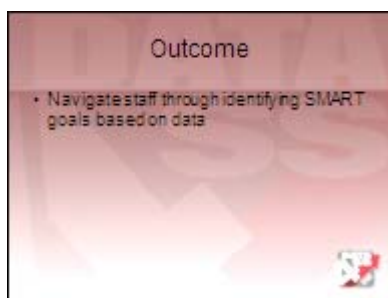 Outcome
• Navigate staff through identifying SMART
goals based on data